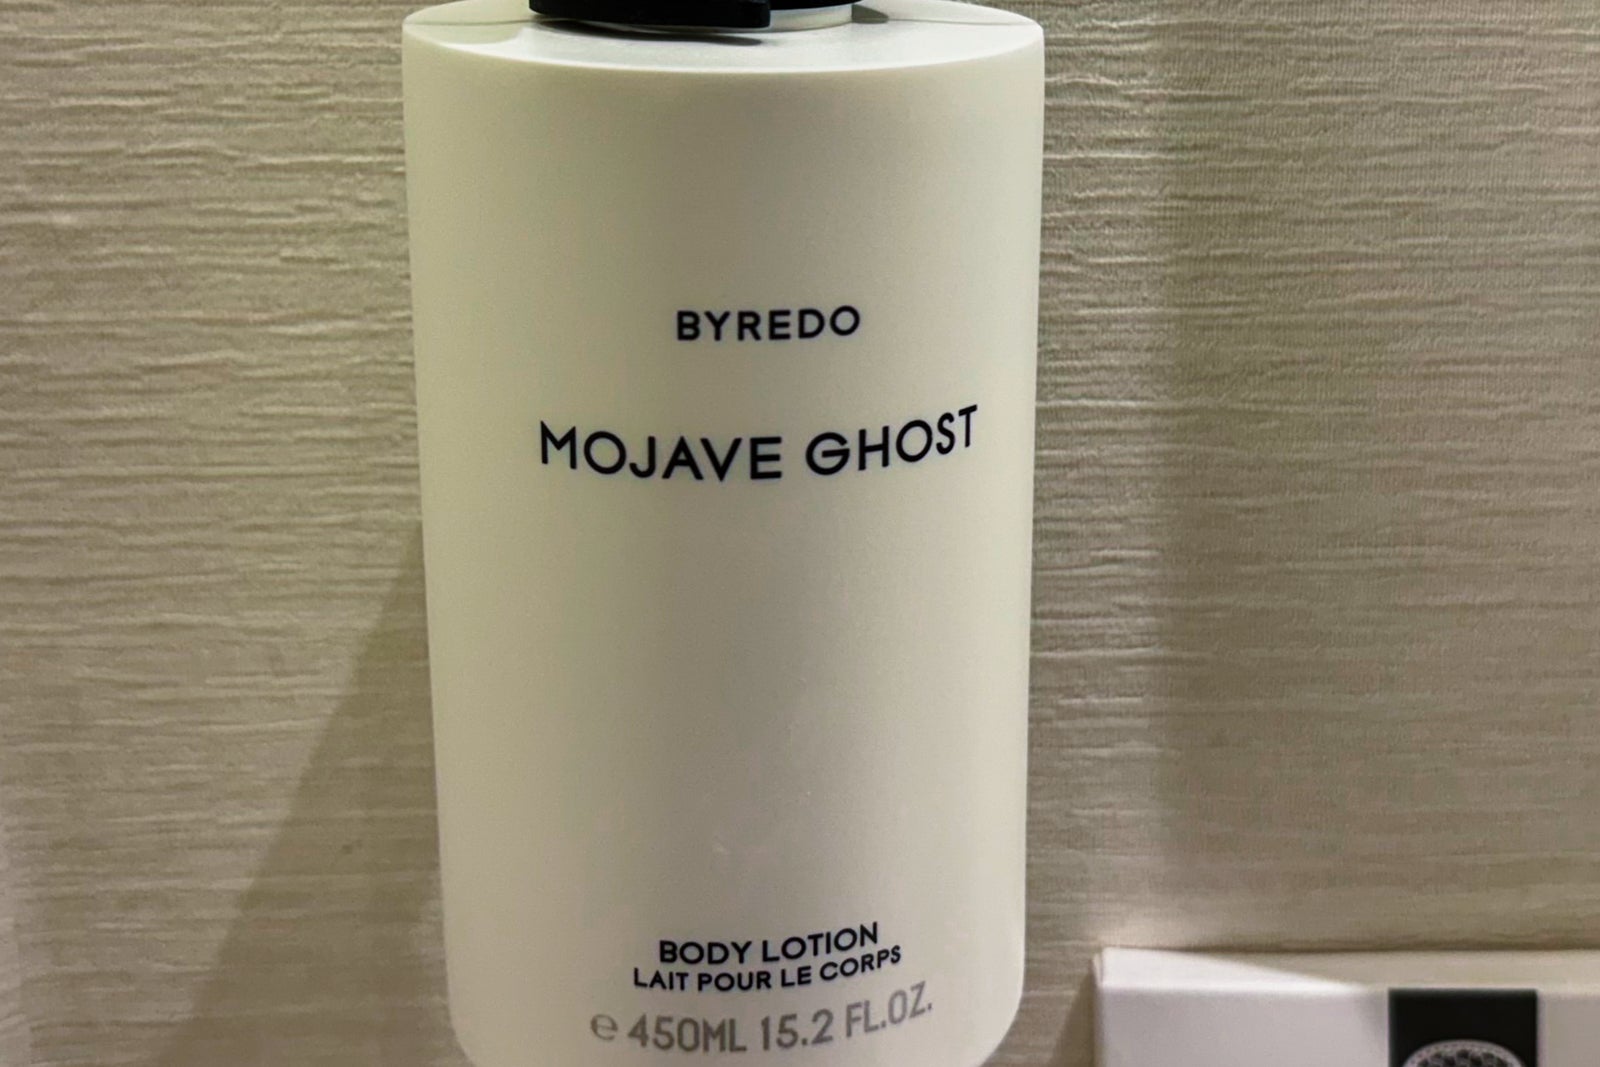 BYREDO
MOJAVE GHOST
BODY LOTION
LAIT POUR LE CORPS
℮ 450ML 15.2 FL.OZ.